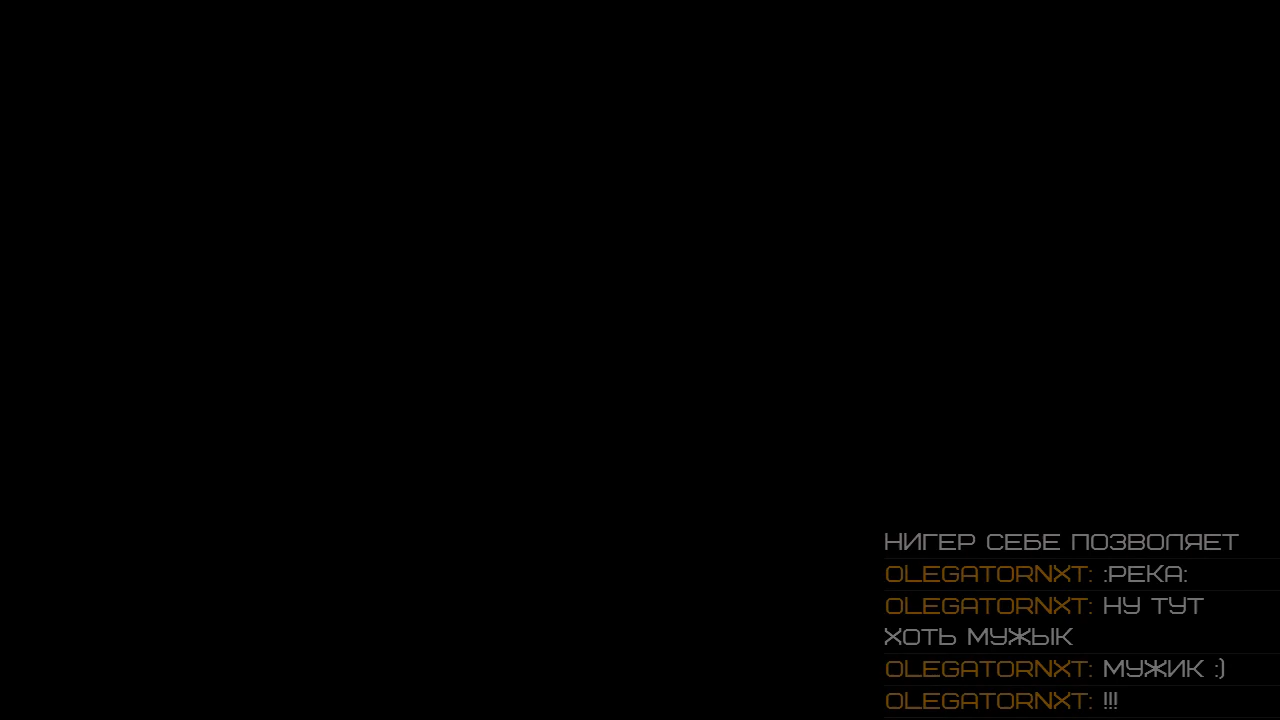 НИГЕР СЕБЕ ПОЗВОЛЯЕТ
OLEGATORNXT: :РЕКА:
OLEGATORNXT: НУ ТУТ
ХОТЬ МУЖЫК
OLEGATORNXT: МУЖИК :)
OLEGATORNXT: !!!